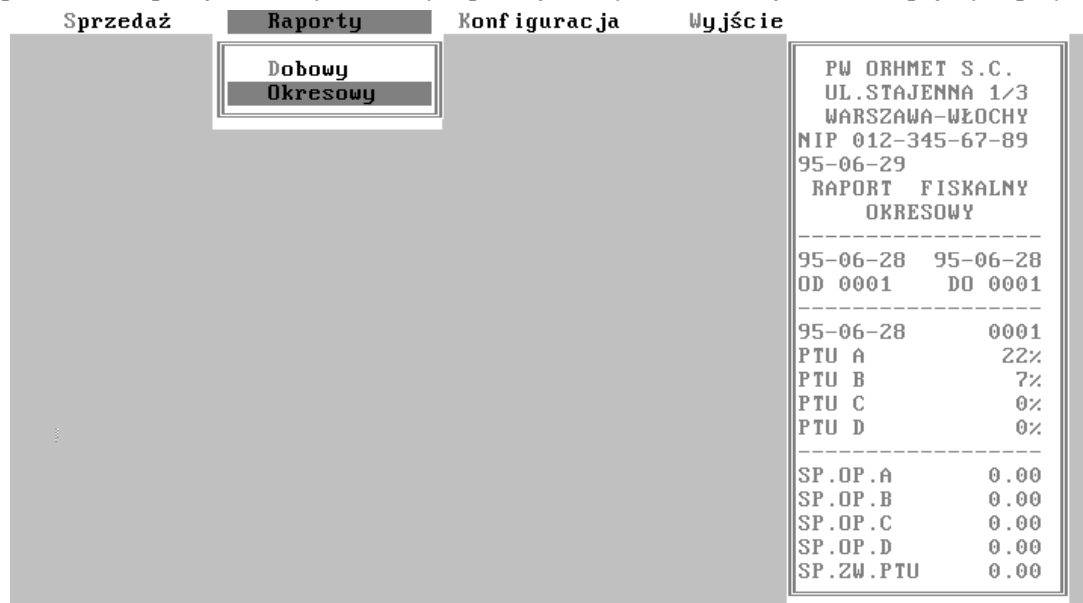 Sprzedaż Raporty Konfiguracja Wyjście
Dobowy
Okresowy
PW ORHMET S.C.
UL.STAJENNA 1/3
WARSZAWA-WŁOCHY
NIP 012-345-67-89
95-06-29
RAPORT FISKALNY
OKRESOWY
--------------------
95-06-28 95-06-28
OD 0001 DO 0001
--------------------
95-06-28 0001
PTU A 22%
PTU B 7%
PTU C 0%
PTU D 0%
--------------------
SP.OP.A 0.00
SP.OP.B 0.00
SP.OP.C 0.00
SP.OP.D 0.00
SP.ZW.PTU 0.00